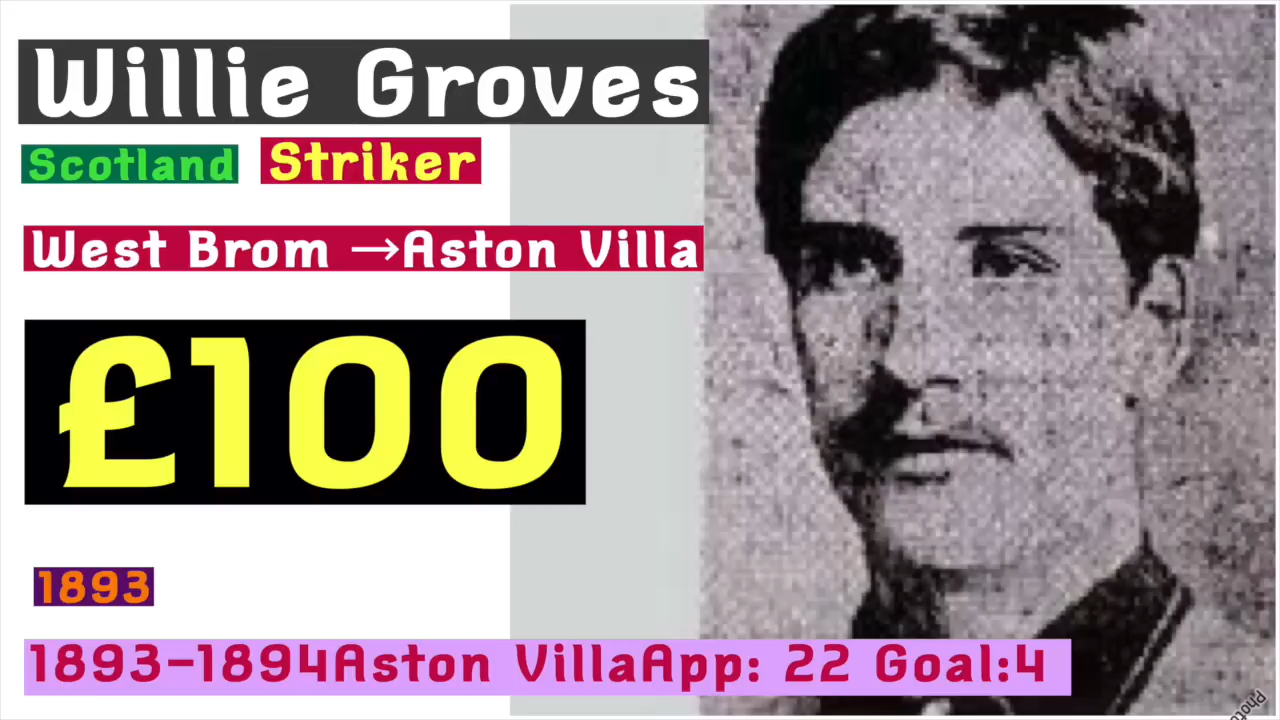 Willie Groves
Scotland Striker
West Brom →Aston Villa
£100
1893
1893-1894Aston VillaApp: 22 Goal:4